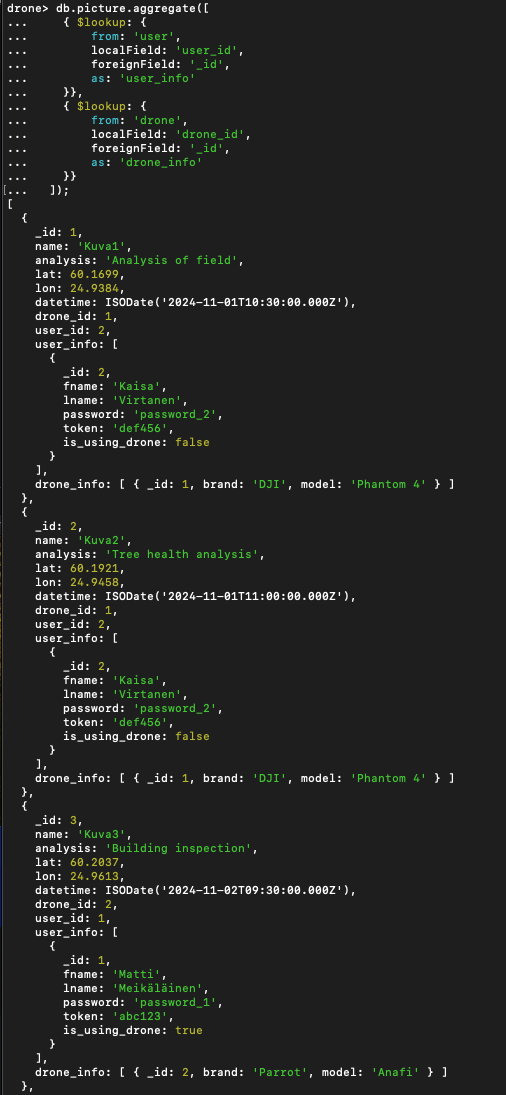 drone> db.picture.aggregate([
...     { $lookup: {
...         from: 'user',
...         localField: 'user_id',
...         foreignField: '_id',
...         as: 'user_info'
...     }},
...     { $lookup: {
...         from: 'drone',
...         localField: 'drone_id',
...         foreignField: '_id',
...         as: 'drone_info'
...     }}
[...   ]);
[
  {
    _id: 1,
    name: 'Kuva1',
    analysis: 'Analysis of field',
    lat: 60.1699,
    lon: 24.9384,
    datetime: ISODate('2024-11-01T10:30:00.000Z'),
    drone_id: 1,
    user_id: 2,
    user_info: [
      {
        _id: 2,
        fname: 'Kaisa',
        lname: 'Virtanen',
        password: 'password_2',
        token: 'def456',
        is_using_drone: false
      }
    ],
    drone_info: [ { _id: 1, brand: 'DJI', model: 'Phantom 4' } ]
  },
  {
    _id: 2,
    name: 'Kuva2',
    analysis: 'Tree health analysis',
    lat: 60.1921,
    lon: 24.9458,
    datetime: ISODate('2024-11-01T11:00:00.000Z'),
    drone_id: 1,
    user_id: 2,
    user_info: [
      {
        _id: 2,
        fname: 'Kaisa',
        lname: 'Virtanen',
        password: 'password_2',
        token: 'def456',
        is_using_drone: false
      }
    ],
    drone_info: [ { _id: 1, brand: 'DJI', model: 'Phantom 4' } ]
  },
  {
    _id: 3,
    name: 'Kuva3',
    analysis: 'Building inspection',
    lat: 60.2037,
    lon: 24.9613,
    datetime: ISODate('2024-11-02T09:30:00.000Z'),
    drone_id: 2,
    user_id: 1,
    user_info: [
      {
        _id: 1,
        fname: 'Matti',
        lname: 'Meikäläinen',
        password: 'password_1',
        token: 'abc123',
        is_using_drone: true
      }
    ],
    drone_info: [ { _id: 2, brand: 'Parrot', model: 'Anafi' } ]
  },